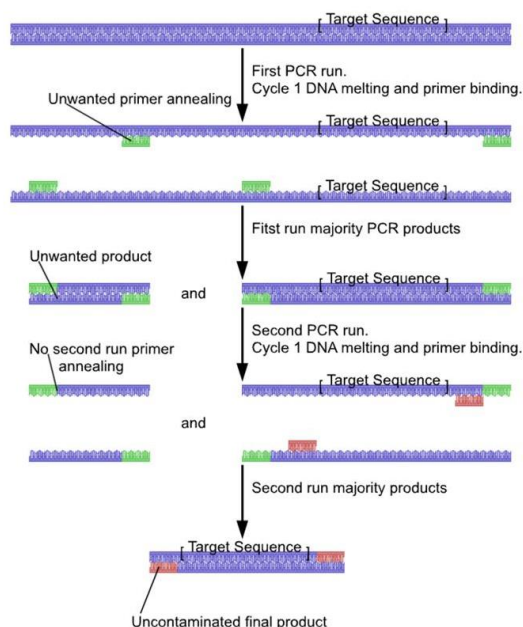 [ Target Sequence ]
First PCR run.
Cycle 1 DNA melting and primer binding.
Unwanted primer annealing
[ Target Sequence ]
[ Target Sequence ]
Fitst run majority PCR products
Unwanted product
[ Target Sequence ]
and
Second PCR run.
Cycle 1 DNA melting and primer binding.
No second run primer
annealing
[ Target Sequence ]
and
Second run majority products
[ Target Sequence ]
Uncontaminated final product